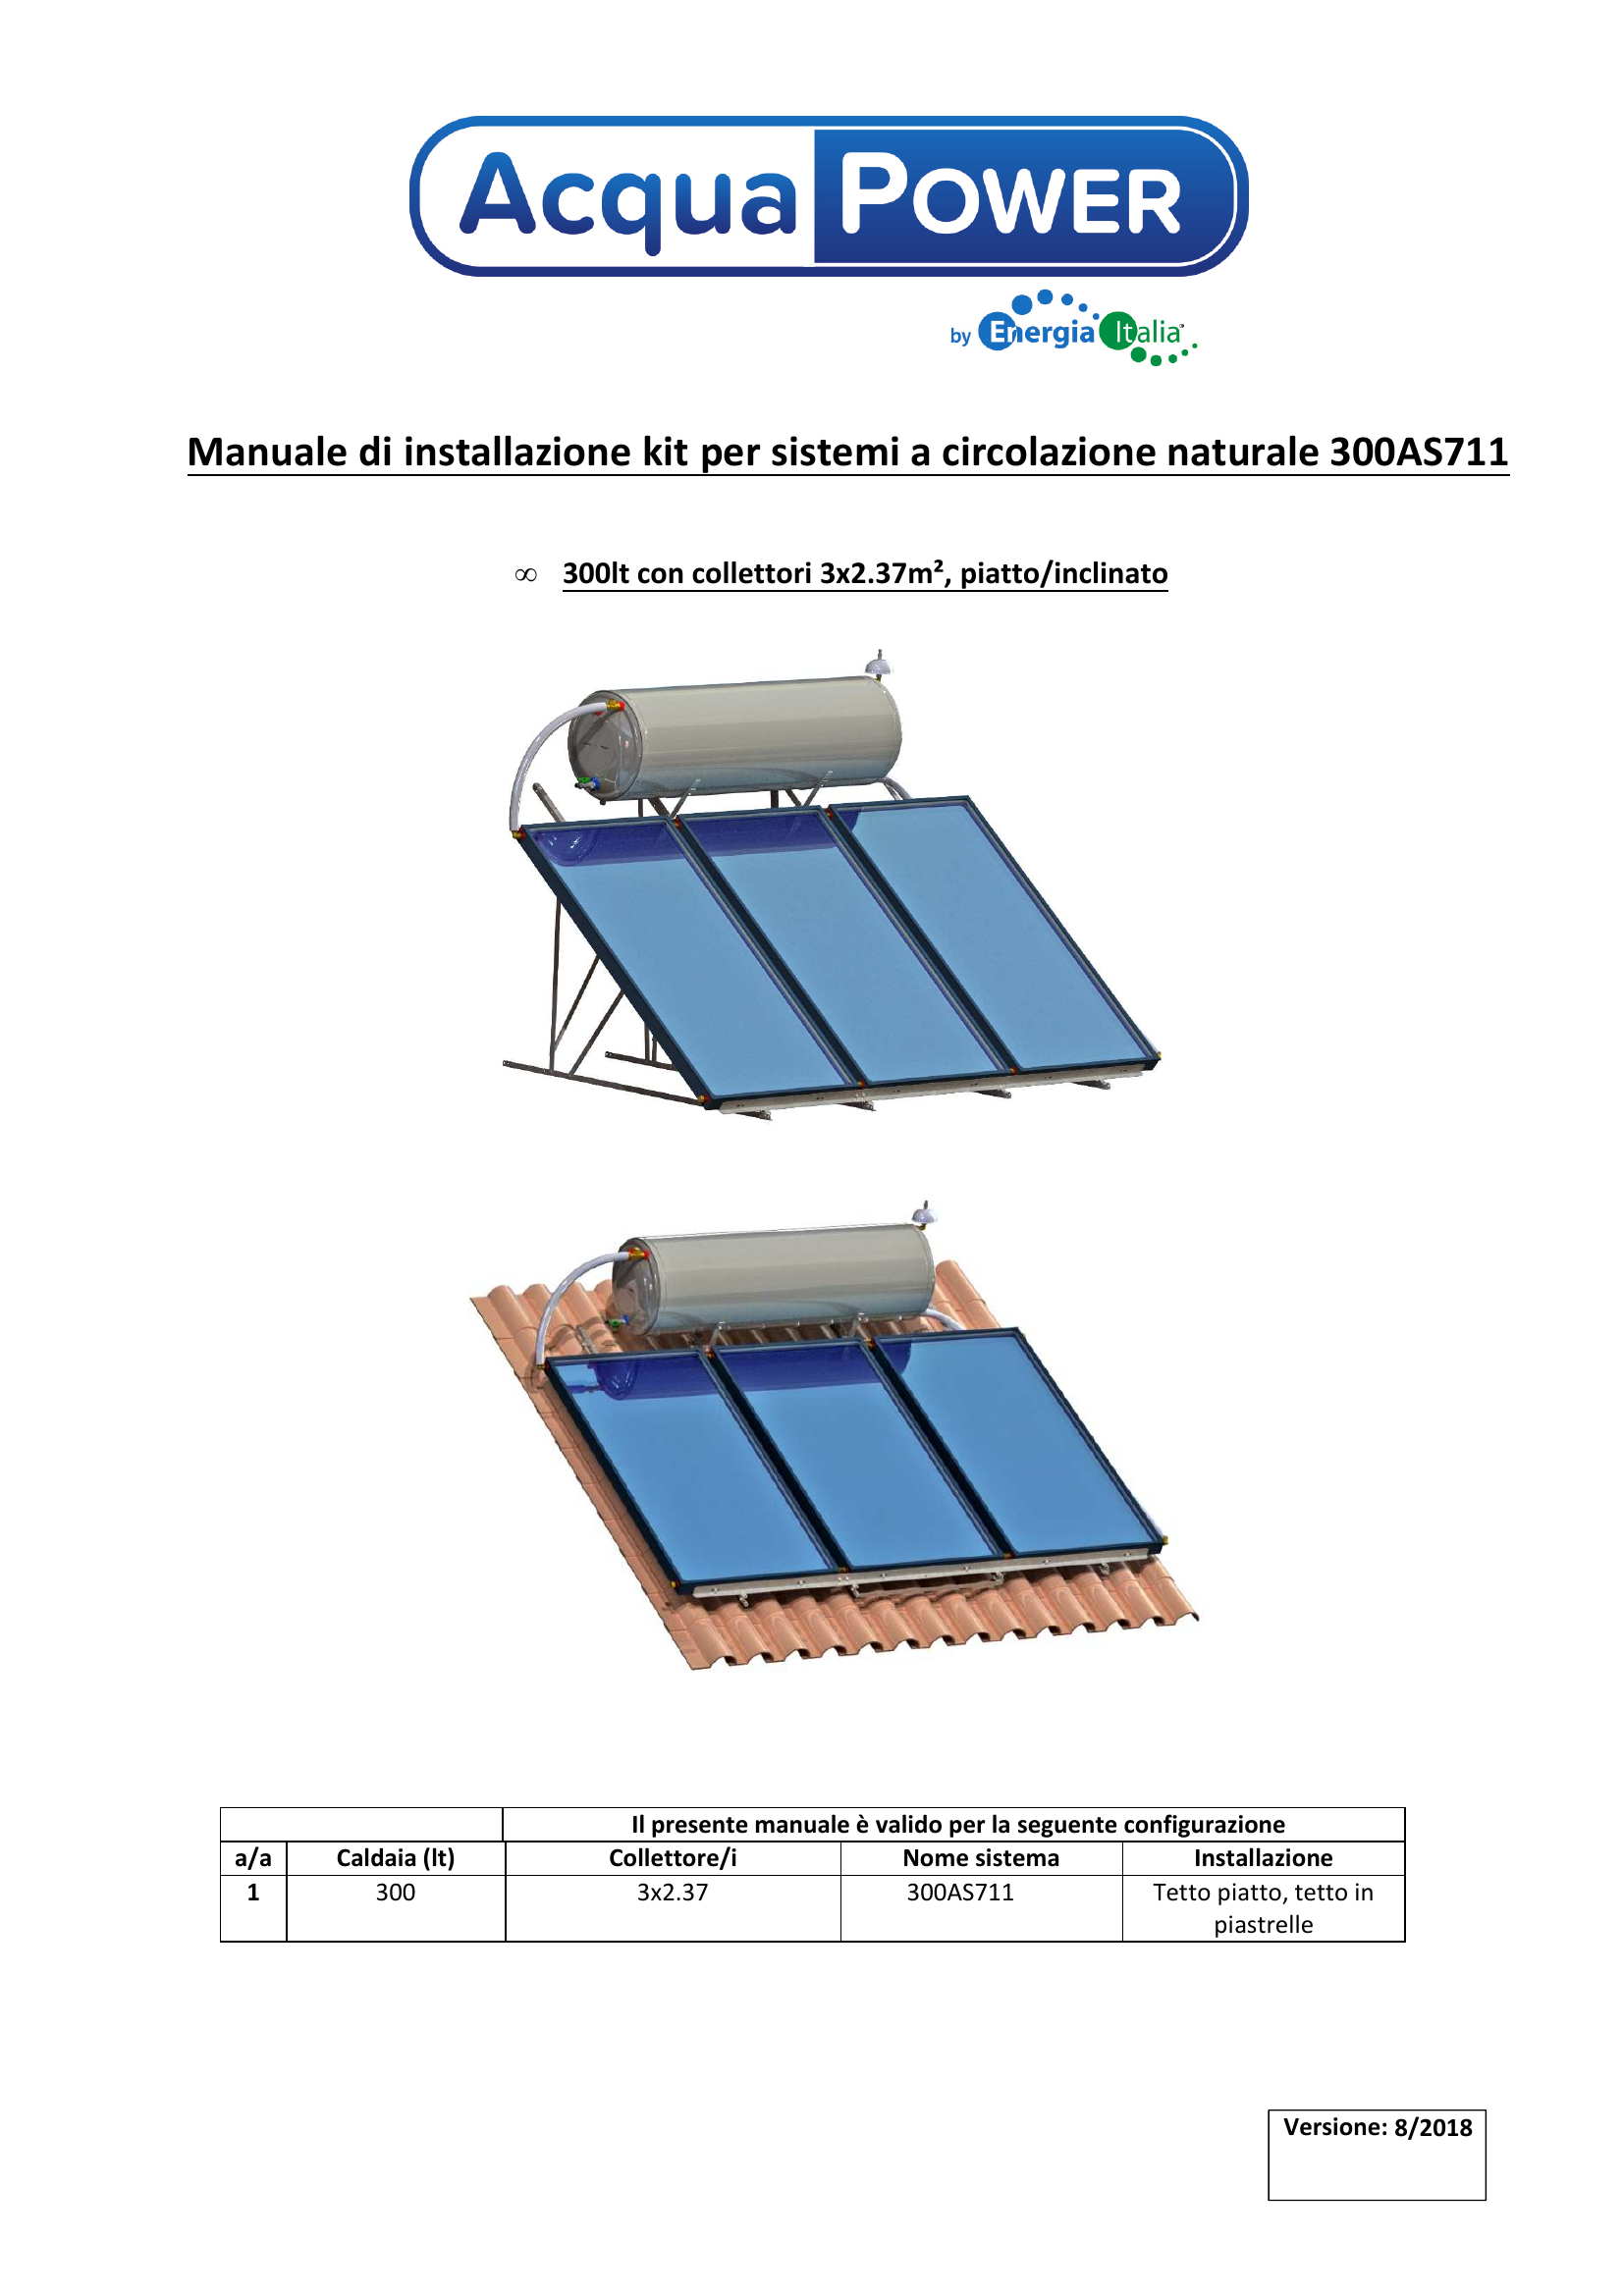 Acqua POWER
by Energia Italia
Manuale di installazione kit per sistemi a circolazione naturale 300AS711
∞ 300lt con collettori 3x2.37m², piatto/inclinato
Il presente manuale è valido per la seguente configurazione
a/a Caldaia (lt) Collettore/i Nome sistema Installazione
1 300 3x2.37 300AS711 Tetto piatto, tetto in
piastrelle
Versione: 8/2018